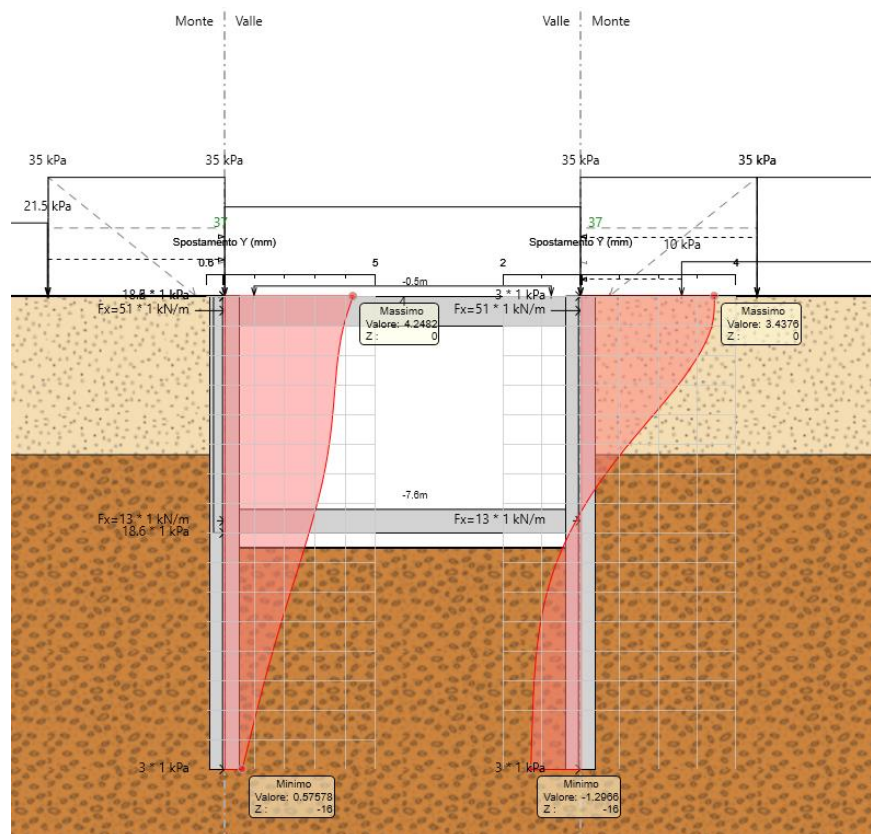 Monte Valle
Valle Monte
35 kPa
35 kPa
35 kPa
35 kPa
21.5 kPa
37
37
Spostamento Y (mm)
Spostamento Y (mm)
10 kPa
0.6
5
2
4
-0.5m
3 * 1 kPa
Fx=51 * 1 kN/m
Fx=51 * 1 kN/m
4
Massimo
Valore: 4.2482
Z : 0
Massimo
Valore: 3.4376
Z : 0
-7.6m
Fx=13 * 1 kN/m
Fx=13 * 1 kN/m
18.6 * 1 kPa
3 * 1 kPa
3 * 1 kPa
Minimo
Valore: 0.57578
Z : -16
Minimo
Valore: -1.2966
Z : -16